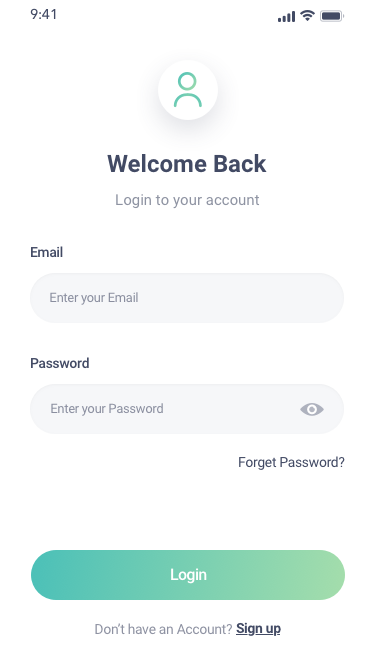 9:41
Welcome Back
Login to your account
Email
Enter your Email
Password
Enter your Password
Forget Password?
Login
Don't have an Account? Sign up